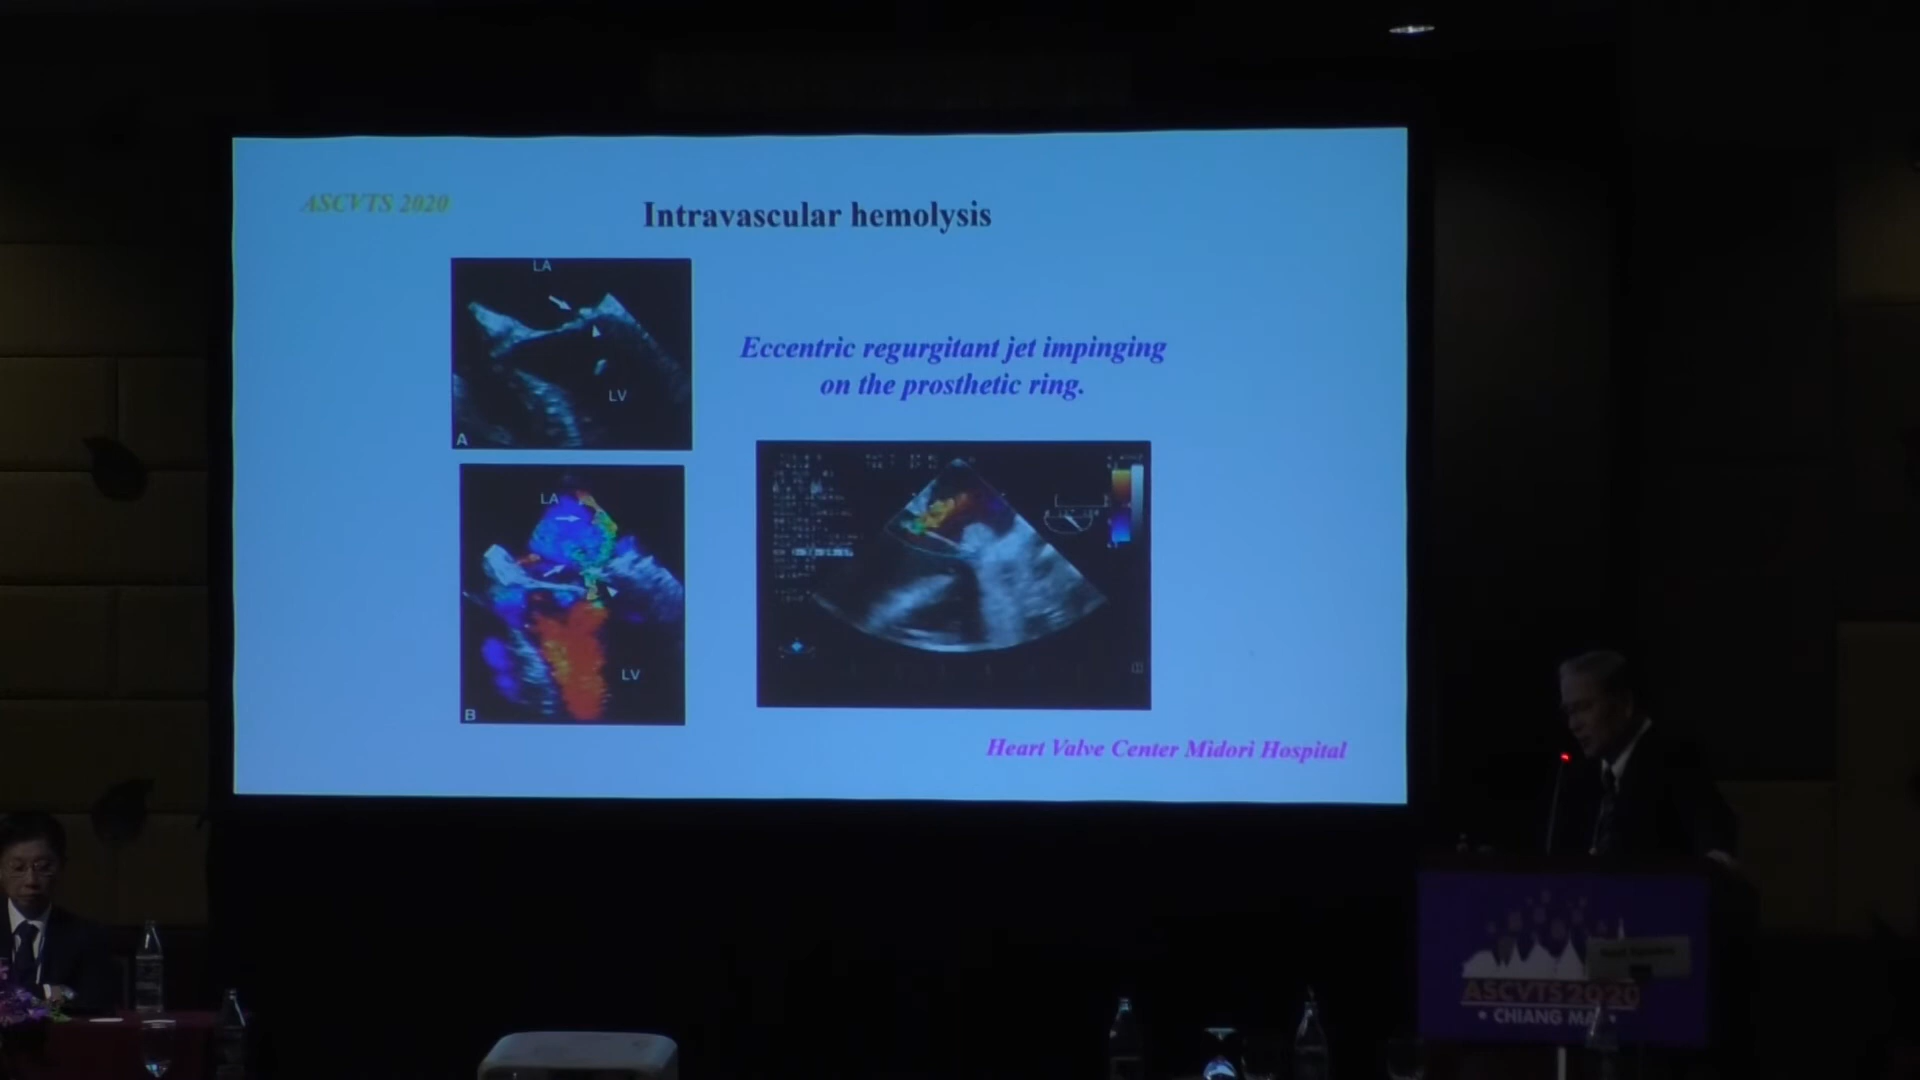 ASCVTS 2020
Intravascular hemolysis
LA
LV
A
Eccentric regurgitant jet impinging
on the prosthetic ring.
LA
LV
B
Heart Valve Center Midori Hospital
ASCVTS 2020
• CHIANG MAI •